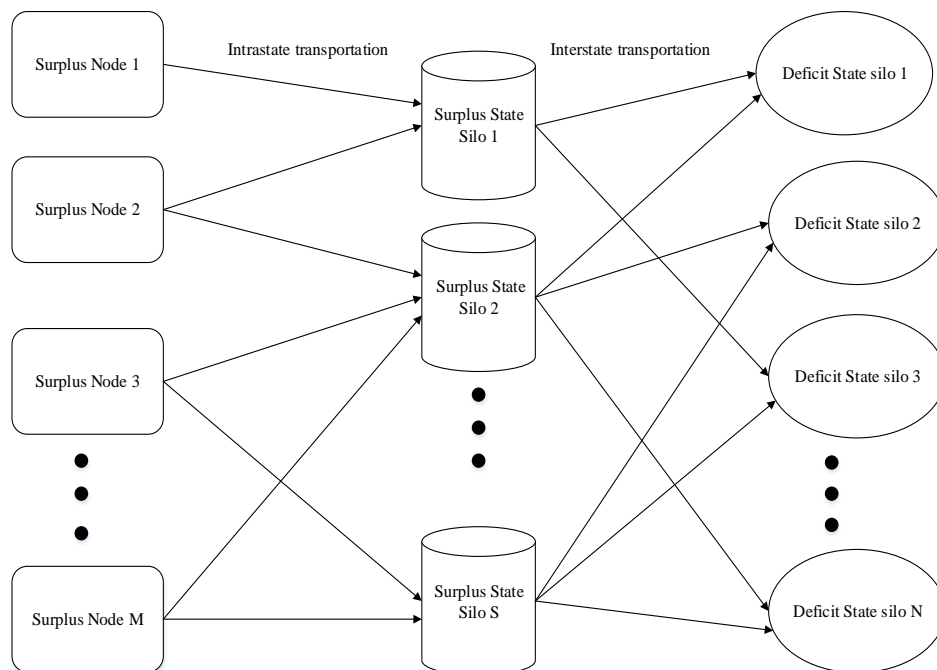 Intrastate transportation
Interstate transportation
Surplus Node 1
Surplus Node 2
Surplus Node 3
Surplus Node M
Surplus State
Silo 1
Surplus State
Silo 2
Surplus State
Silo S
Deficit State silo 1
Deficit State silo 2
Deficit State silo 3
Deficit State silo N